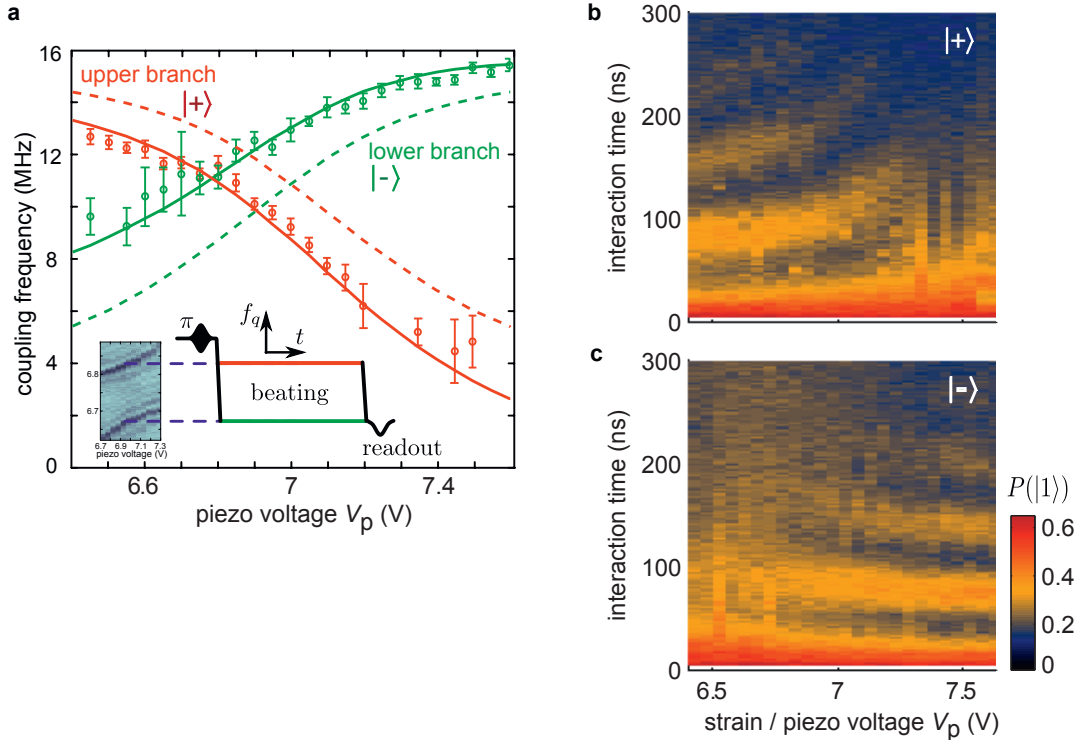 a
16
12
8
4
0
coupling frequency (MHz)
upper branch
|+⟩
lower branch
|-⟩
π
f_q
t
beating
readout
6.8
6.7
6.7 6.9 7.1 7.3
piezo voltage (V)
6.6 7 7.4
piezo voltage V_p (V)
b
300
200
100
0
interaction time (ns)
|+⟩
c
300
200
100
0
interaction time (ns)
|-⟩
6.5 7 7.5
strain / piezo voltage V_p (V)
P(|1⟩)
0.6
0.4
0.2
0